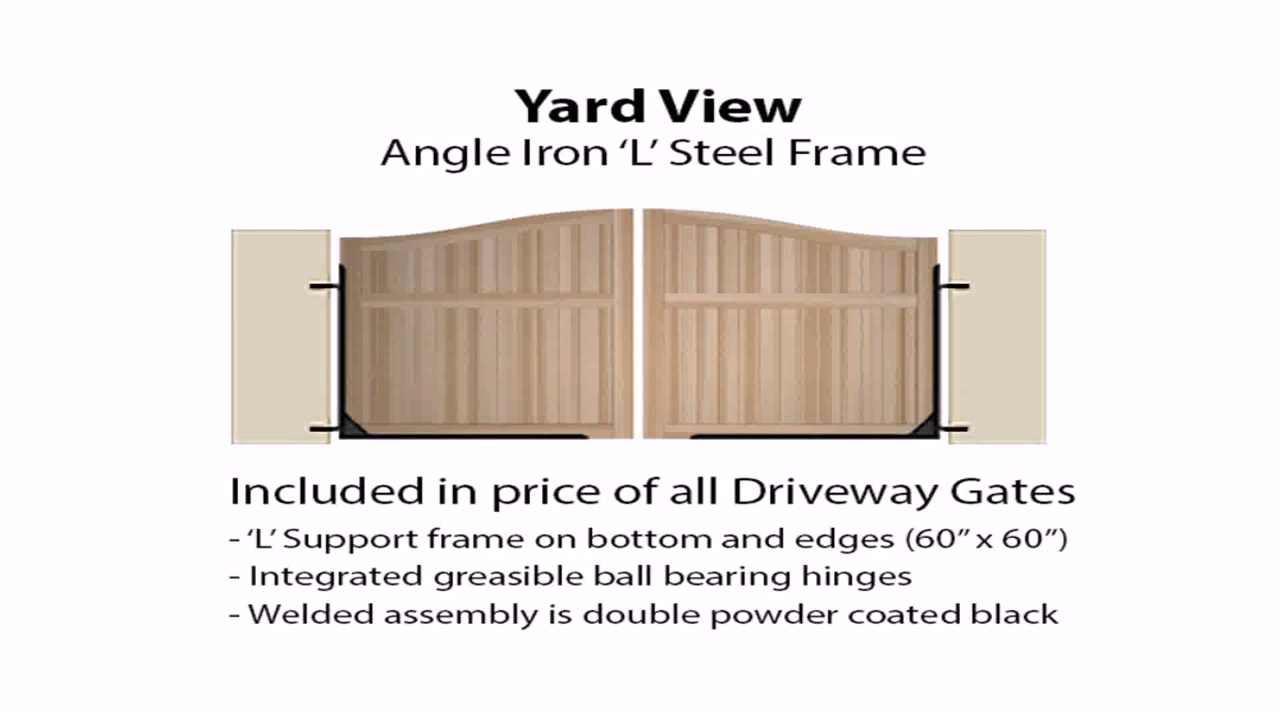 Yard View
Angle Iron ‘L’ Steel Frame
Included in price of all Driveway Gates
- ‘L’ Support frame on bottom and edges (60” x 60”)
- Integrated greasible ball bearing hinges
- Welded assembly is double powder coated black